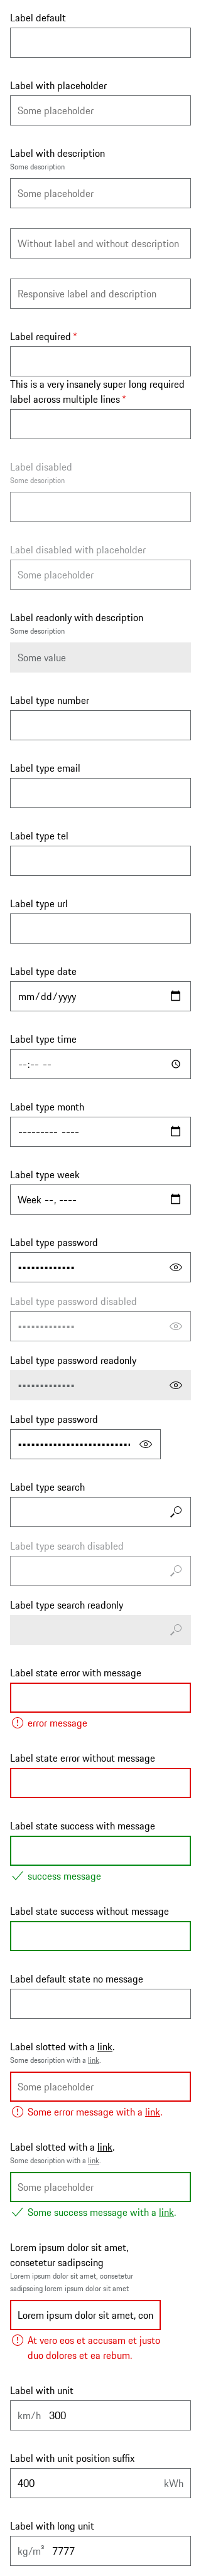 Label default
Label with placeholder
Some placeholder
Label with description
Some description
Some placeholder
Without label and without description
Responsive label and description
Label required *
This is a very insanely super long required
label across multiple lines *
Label disabled
Some description
Label disabled with placeholder
Some placeholder
Label readonly with description
Some description
Some value
Label type number
Label type email
Label type tel
Label type url
Label type date
mm/dd/yyyy
Label type time
--:-- --
Label type month
--------- ----
Label type week
Week --, ----
Label type password
Label type password disabled
Label type password readonly
Label type password
Label type search
Label type search disabled
Label type search readonly
Label state error with message
error message
Label state error without message
Label state success with message
success message
Label state success without message
Label default state no message
Label slotted with a link.
Some description with a link.
Some placeholder
Some error message with a link.
Label slotted with a link.
Some description with a link.
Some placeholder
Some success message with a link.
Lorem ipsum dolor sit amet,
consetetur sadipscing
Lorem ipsum dolor sit amet, consetetur
sadipscing lorem ipsum dolor sit amet
Lorem ipsum dolor sit amet, con
At vero eos et accusam et justo
duo dolores et ea rebum.
Label with unit
km/h 300
Label with unit position suffix
400 kWh
Label with long unit
kg/m³ 7777